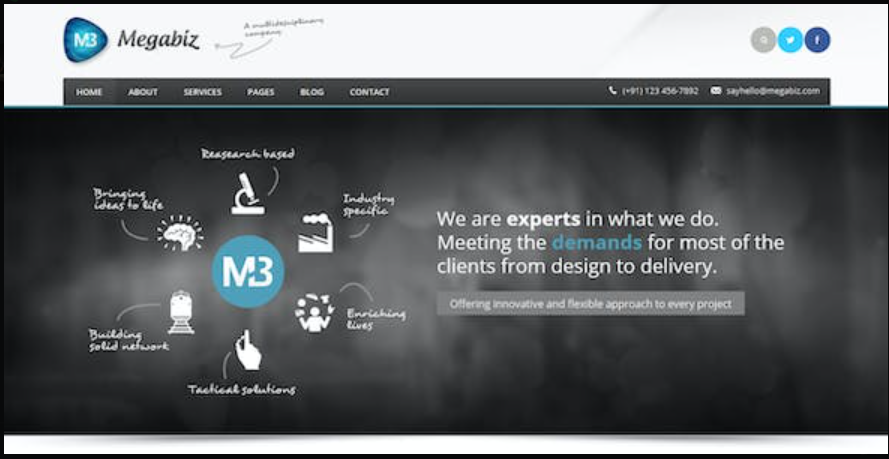 M3 Megabiz
A multidesiplinary
company
HOME ABOUT SERVICES PAGES BLOG CONTACT
(+91) 123 456-7892 sayhello@megabiz.com
Reasearch based
Bringing
ideas to life
Industry
specific
M3
Building
solid network
Enriching
lives
Tactical solutions
We are experts in what we do.
Meeting the demands for most of the
clients from design to delivery.
Offering innovative and flexible approach to every project